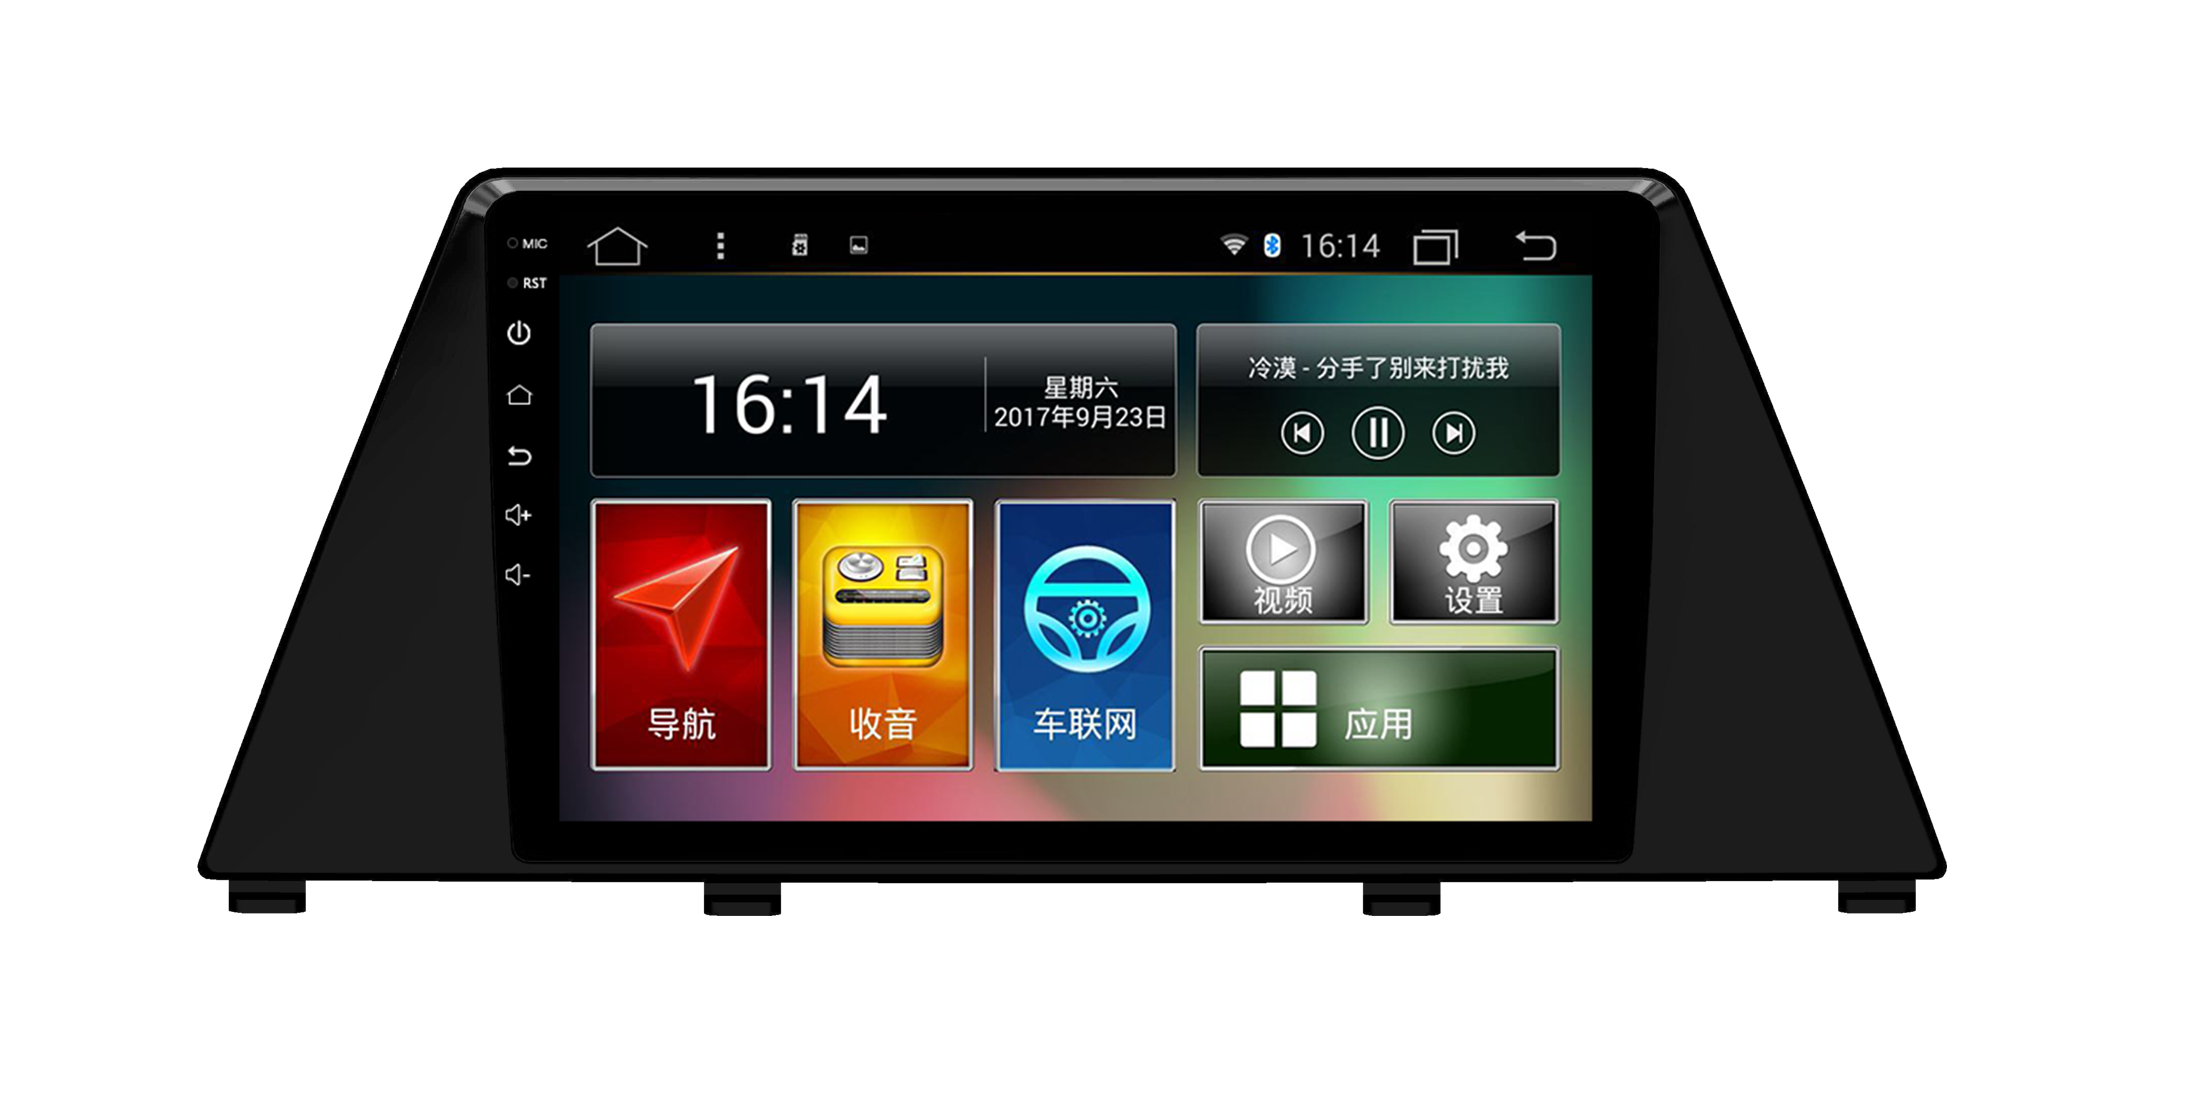 MIC
RST
16:14
16:14
星期六
2017年9月23日
冷漠 - 分手了别来打扰我
视频
设置
导航
收音
车联网
应用